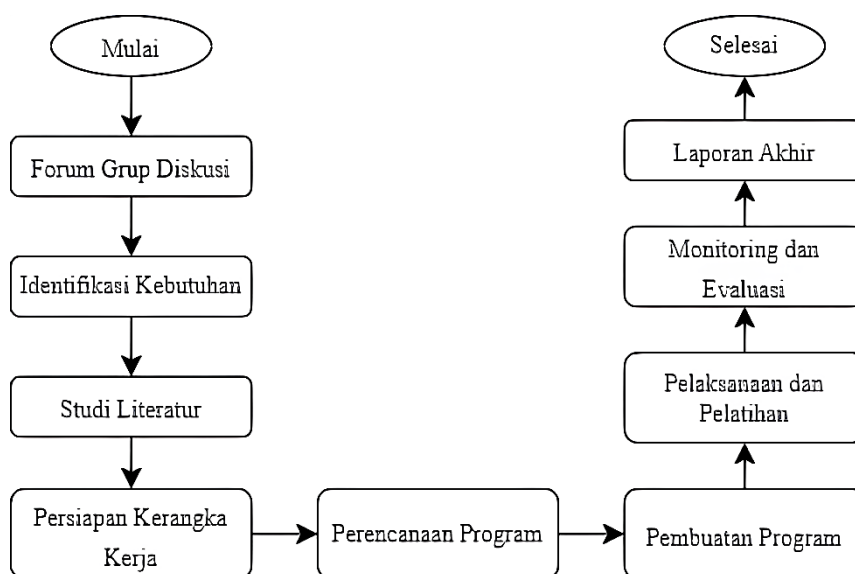 Mulai
Forum Grup Diskusi
Identifikasi Kebutuhan
Studi Literatur
Persiapan Kerangka
Kerja
Perencanaan Program
Pembuatan Program
Pelaksanaan dan
Pelatihan
Monitoring dan
Evaluasi
Laporan Akhir
Selesai